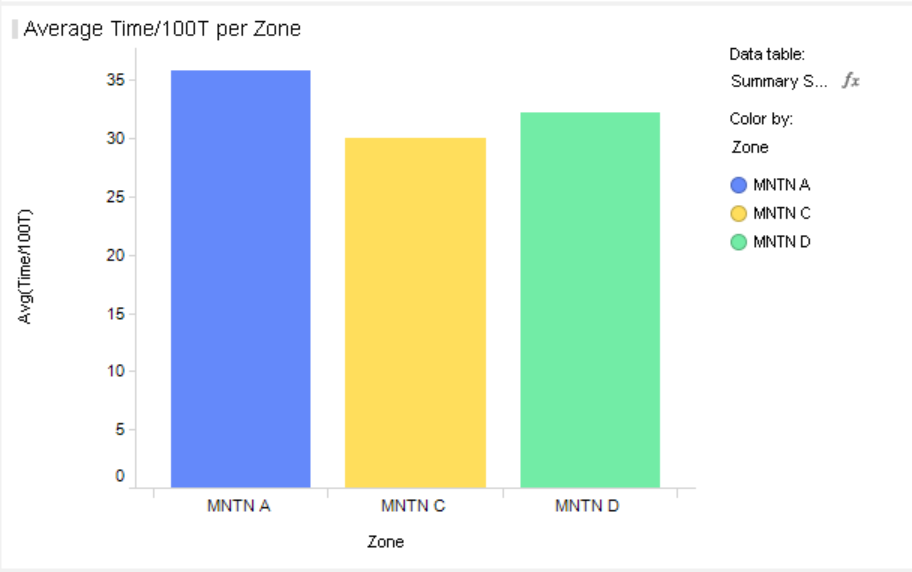 Average Time/100T per Zone
Data table:
Summary S... fx
Color by:
Zone
MNTN A
MNTN C
MNTN D
Avg(Time/100T)
35
30
25
20
15
10
5
0
MNTN A MNTN C MNTN D
Zone